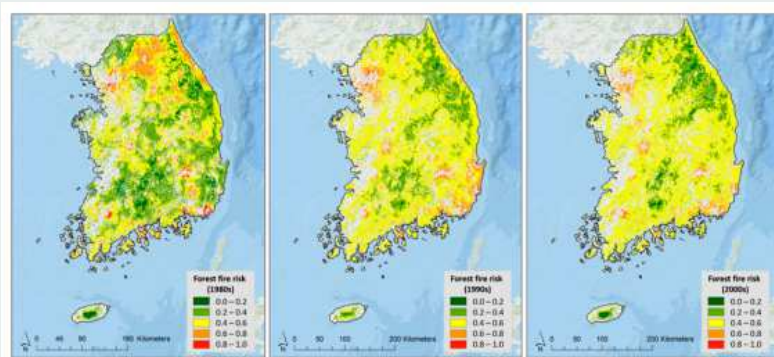 Forest fire risk
(1980s)
0.0 – 0.2
0.2 – 0.4
0.4 – 0.6
0.6 – 0.8
0.8 – 1.0
Kilometers
Forest fire risk
(1990s)
0.0 – 0.2
0.2 – 0.4
0.4 – 0.6
0.6 – 0.8
0.8 – 1.0
0 50 100 200 Kilometers
Forest fire risk
(2000s)
0.0 – 0.2
0.2 – 0.4
0.4 – 0.6
0.6 – 0.8
0.8 – 1.0
0 50 100 200 Kilometers